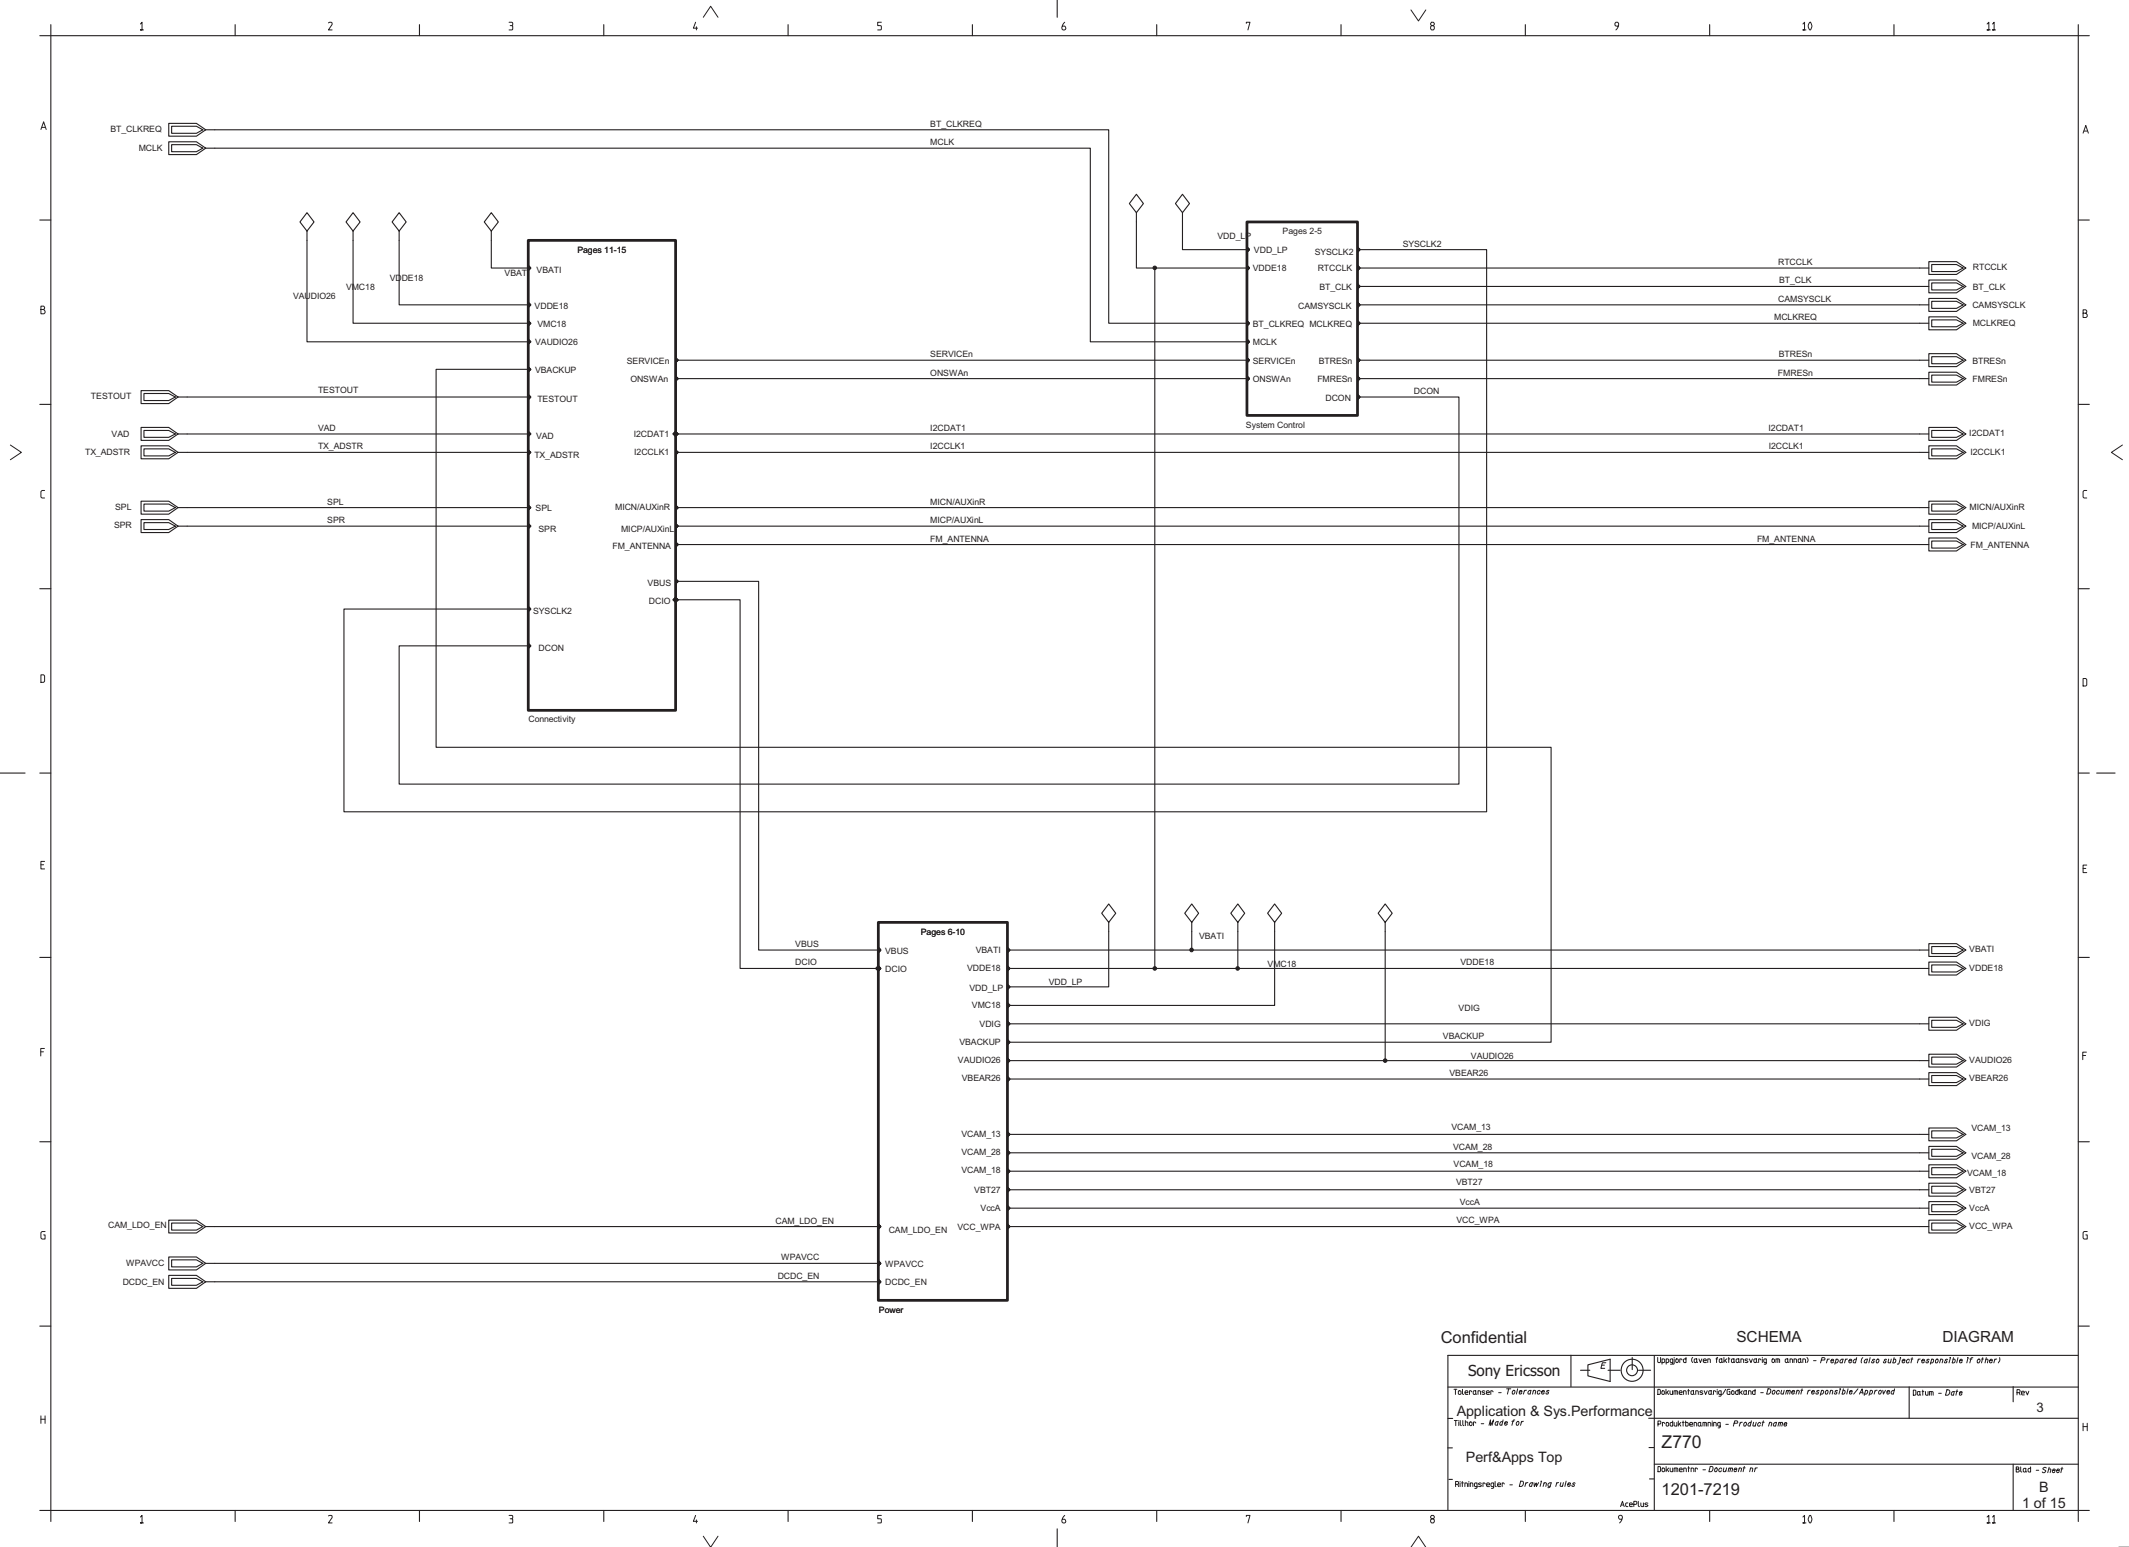 1 2 3 4 5 6 7 8 9 10 11
A A
BT_CLKREQ BT_CLKREQ
MCLK MCLK
Pages 11-15
Pages 2-5
VDD_LP VDD_LP SYSCLK2 SYSCLK2
VBATI VBATI VDDE18 RTCCLK RTCCLK RTCCLK
VDDE18 BT_CLK BT_CLK BT_CLK
VMC18
VAUDIO26
VDDE18 CAMSYSCLK CAMSYSCLK CAMSYSCLK
B B
VMC18 BT_CLKREQ MCLKREQ MCLKREQ MCLKREQ
VAUDIO26 MCLK
SERVICEn SERVICEn SERVICEn BTRESn BTRESn BTRESn
VBACKUP ONSWAn ONSWAn ONSWAn FMRESn FMRESn FMRESn
TESTOUT TESTOUT TESTOUT DCON DCON
System Control
VAD VAD VAD I2CDAT1 I2CDAT1 I2CDAT1 I2CDAT1
TX_ADSTR TX_ADSTR TX_ADSTR I2CCLK1 I2CCLK1 I2CCLK1 I2CCLK1
C C
SPL SPL SPL MICN/AUXinR MICN/AUXinR MICN/AUXinR
SPR SPR SPR MICP/AUXinL MICP/AUXinL MICP/AUXinL
FM_ANTENNA FM_ANTENNA FM_ANTENNA FM_ANTENNA
VBUS
DCIO
SYSCLK2
DCON
D D
Connectivity
E E
Pages 6-10
VBUS VBUS VBATI VBATI VBATI
DCIO DCIO VDDE18 VMC18 VDDE18 VDDE18
VDD_LP VDD_LP
VMC18
VDIG VDIG VDIG
VBACKUP VBACKUP
F F
VAUDIO26 VAUDIO26 VAUDIO26
VBEAR26 VBEAR26 VBEAR26
VCAM_13 VCAM_13 VCAM_13
VCAM_28 VCAM_28 VCAM_28
VCAM_18 VCAM_18 VCAM_18
VBT27 VBT27 VBT27
VccA VccA VccA
CAM_LDO_EN CAM_LDO_EN CAM_LDO_EN VCC_WPA VCC_WPA VCC_WPA
G G
WPAVCC WPAVCC WPAVCC
DCDC_EN DCDC_EN DCDC_EN
Power
Confidential SCHEMA DIAGRAM
Sony Ericsson E
Uppgjord (aven faktaansvarig om annan) - Prepared (also subject responsible if other)
Toleranser - Tolerances
Dokumentansvarig/Godkand - Document responsible/Approved
Datum - Date
Rev
3
Application & Sys.Performance
H H
Tillhor - Made for
Produktbenamning - Product name
Z770
Perf&Apps Top
Dokumentnr - Document nr
Blad - Sheet
Ritningsregler - Drawing rules
1201-7219
B
AcePlus
1 of 15
1 2 3 4 5 6 7 8 9 10 11